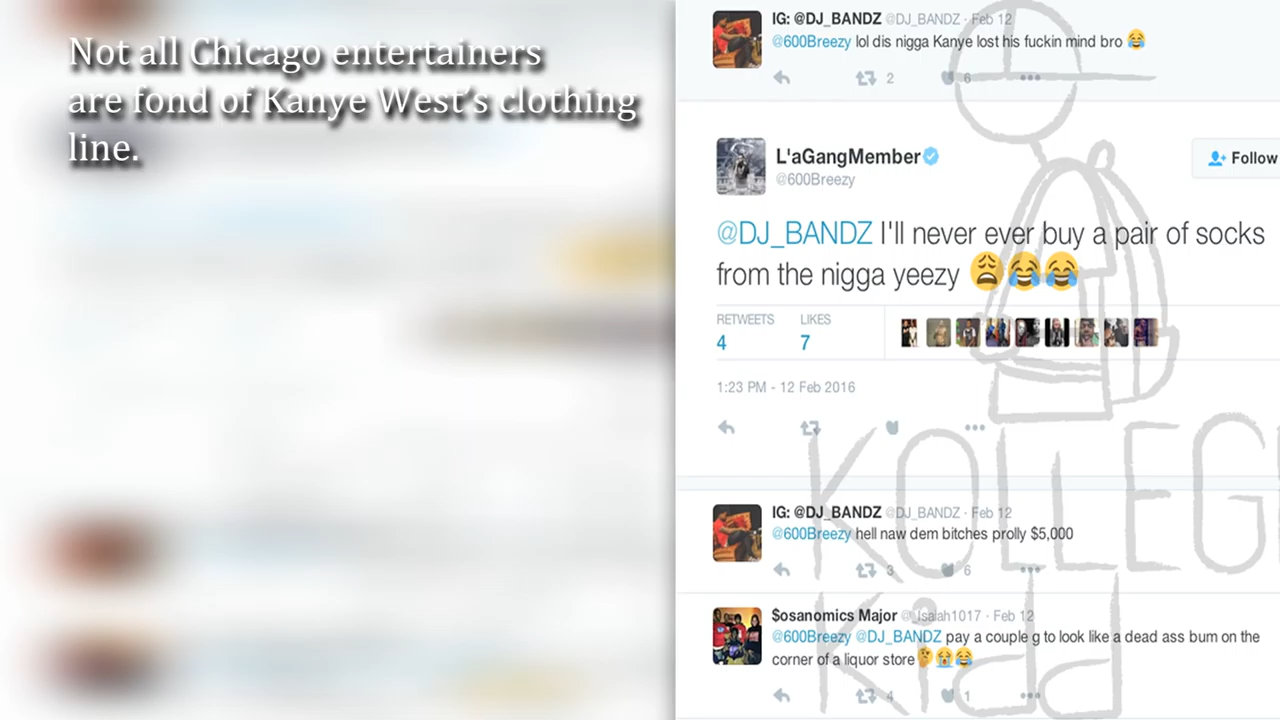 Not all Chicago entertainers
are fond of Kanye West's clothing
line.
IG: @DJ_BANDZ @DJ_BANDZ · Feb 12
@600Breezy lol dis nigga Kanye lost his fuckin mind bro 😂
2 6
L'aGangMember
@600Breezy
Follow
@DJ_BANDZ I'll never ever buy a pair of socks
from the nigga yeezy 😩😂😂
RETWEETS LIKES
4 7
1:23 PM - 12 Feb 2016
IG: @DJ_BANDZ @DJ_BANDZ · Feb 12
@600Breezy hell naw dem bitches prolly $5,000
3 6
$osanomics Major @_Isaiah1017 · Feb 12
@600Breezy @DJ_BANDZ pay a couple g to look like a dead ass bum on the
corner of a liquor store 🤔😭😂
4 1
KOLLEG
Kidd